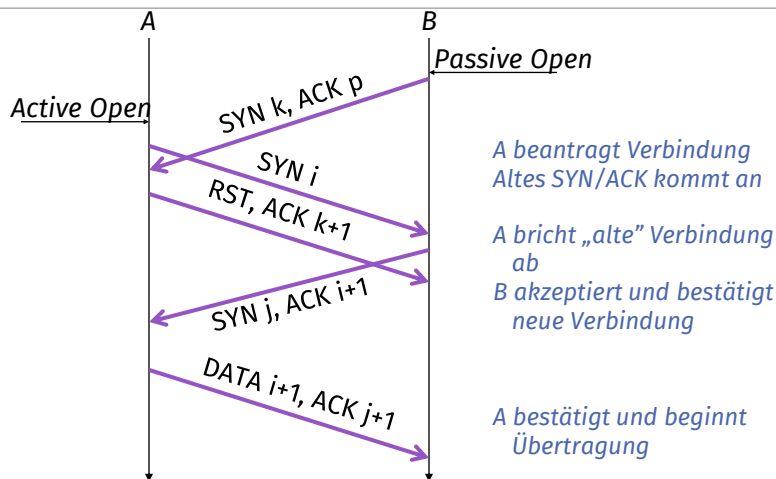 A
B
Passive Open
Active Open
SYN k, ACK p
SYN i
RST, ACK k+1
SYN j, ACK i+1
DATA i+1, ACK j+1
A beantragt Verbindung
Altes SYN/ACK kommt an
A bricht „alte” Verbindung
ab
B akzeptiert und bestätigt
neue Verbindung
A bestätigt und beginnt
Übertragung